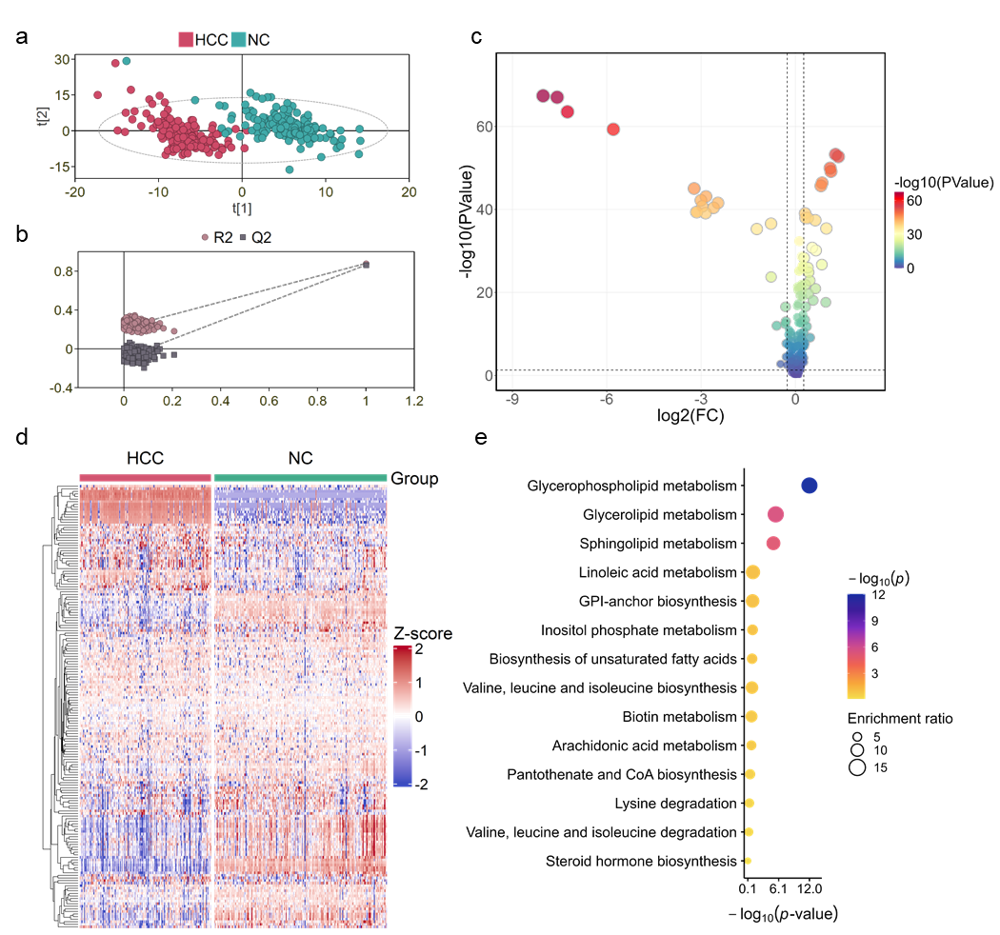 a
HCC NC
30
15
0
-15
t[2]
-20 -10 0 10 20
t[1]
b
R2 Q2
0.8
0.4
0
-0.4
0 0.2 0.4 0.6 0.8 1 1.2
c
60
40
20
0
-log10(PValue)
-9 -6 -3 0
log2(FC)
-log10(PValue)
60
30
0
d
HCC NC
Group
Z-score
2
1
0
-1
-2
e
Glycerophospholipid metabolism
Glycerolipid metabolism
Sphingolipid metabolism
Linoleic acid metabolism
GPI-anchor biosynthesis
Inositol phosphate metabolism
Biosynthesis of unsaturated fatty acids
Valine, leucine and isoleucine biosynthesis
Biotin metabolism
Arachidonic acid metabolism
Pantothenate and CoA biosynthesis
Lysine degradation
Valine, leucine and isoleucine degradation
Steroid hormone biosynthesis
0.1 6.1 12.0
−log10(p-value)
−log10(p)
12
9
6
3
Enrichment ratio
5
10
15